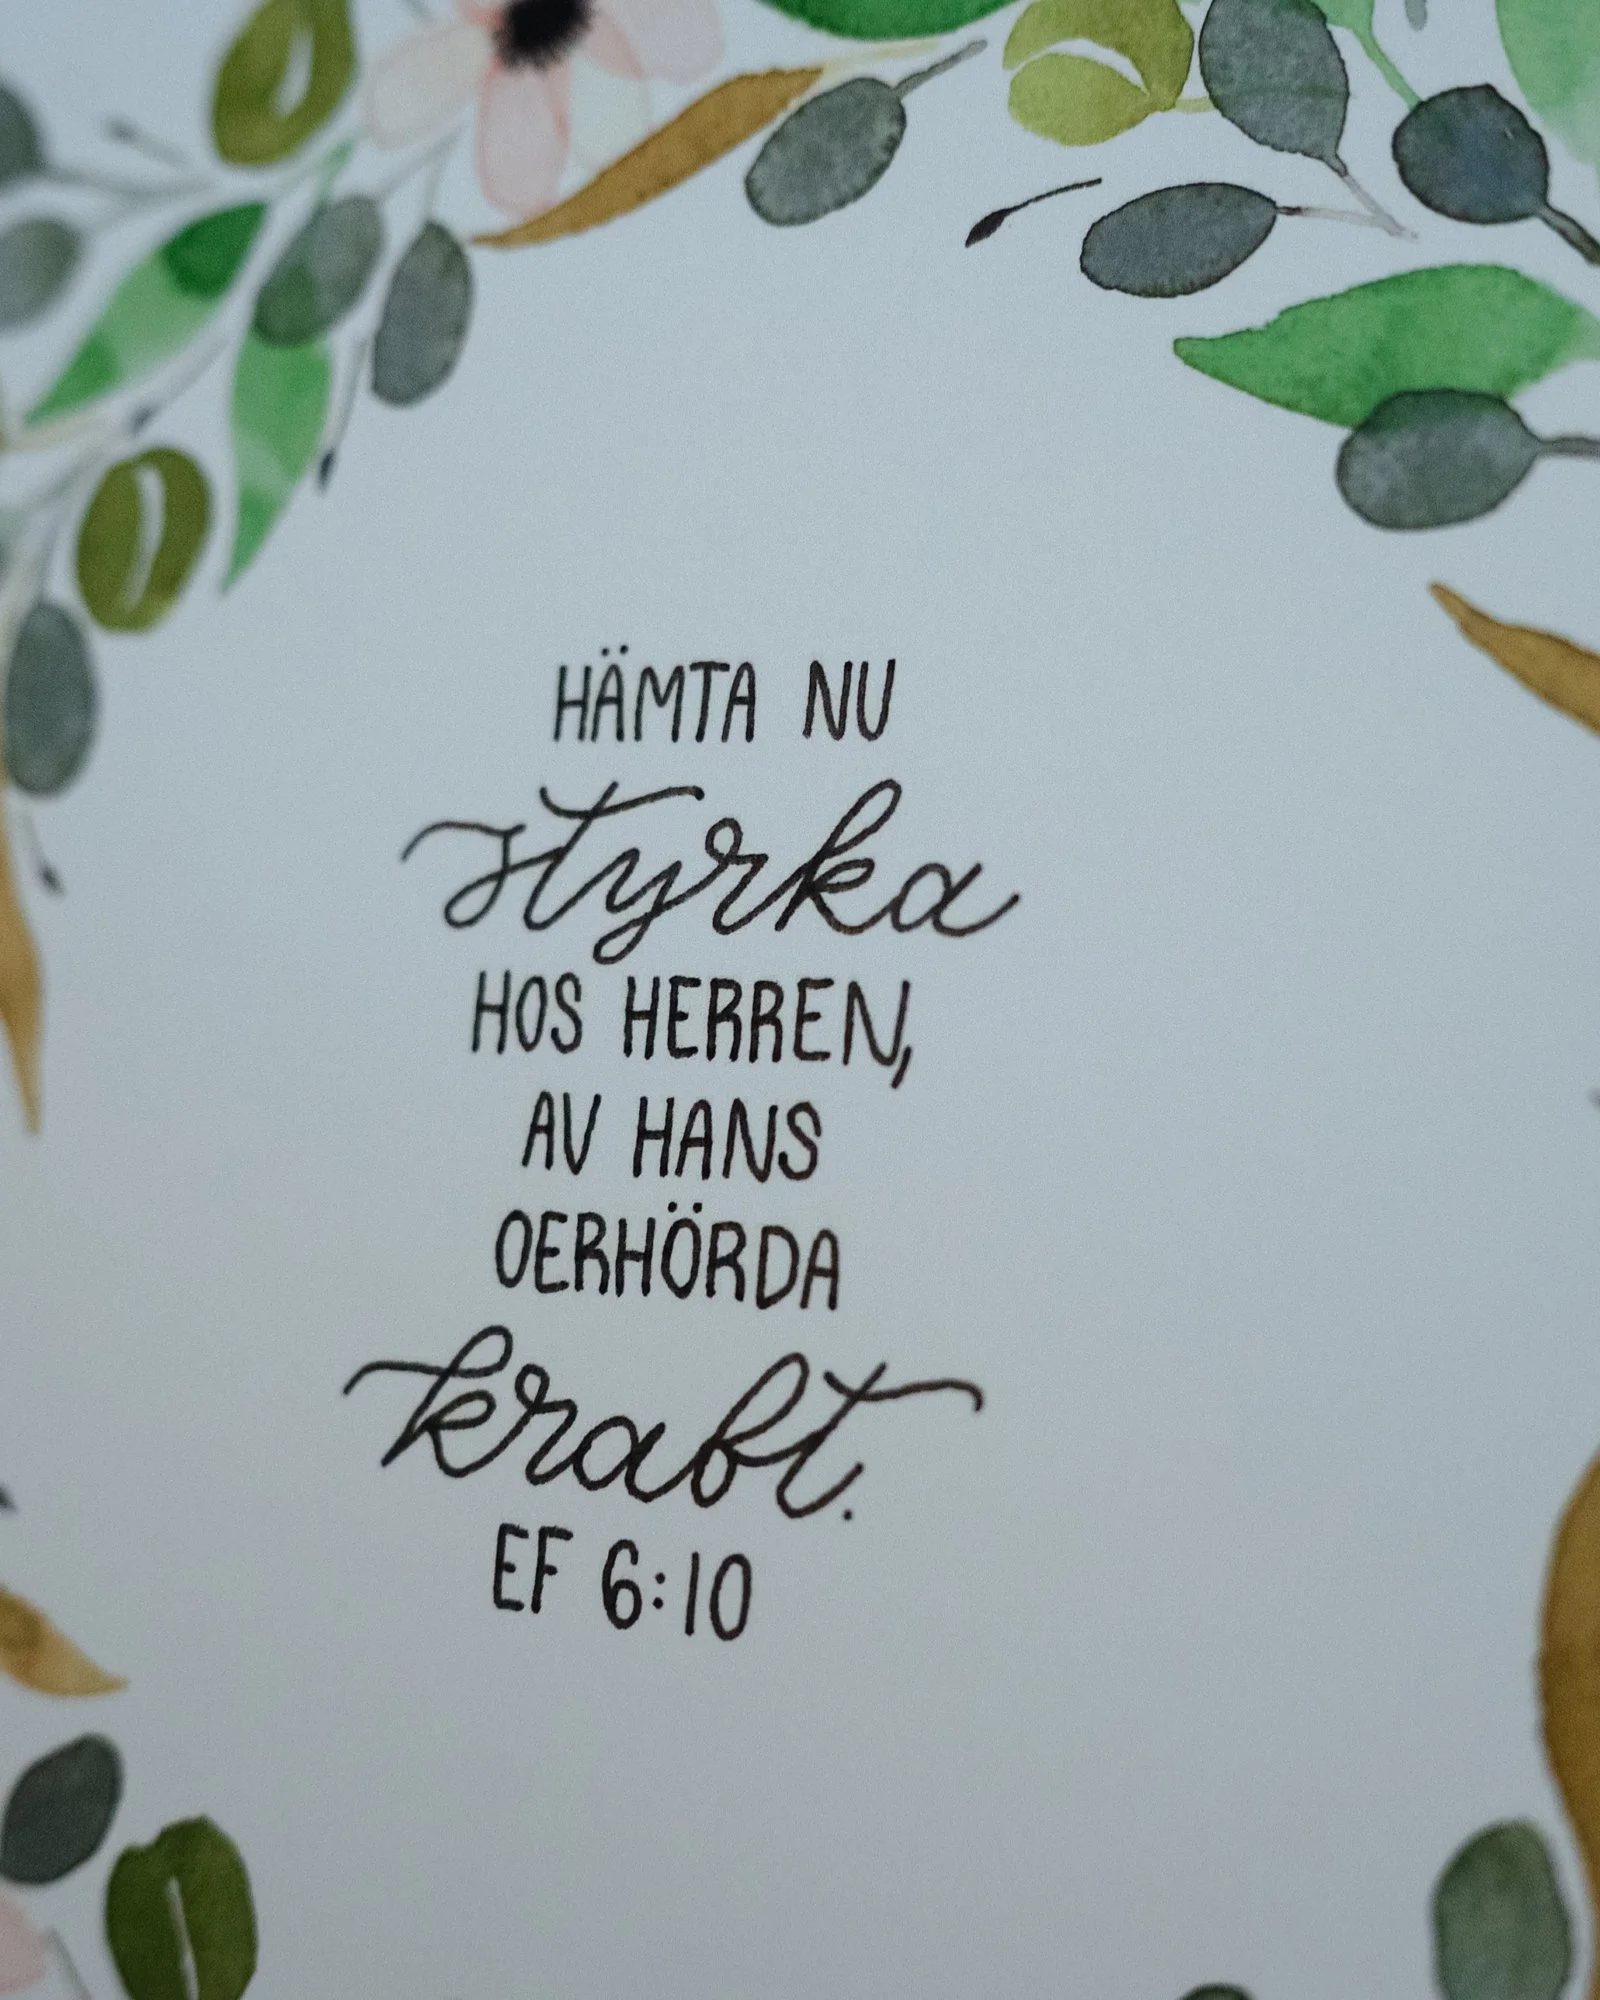 HÄMTA NU
styrka
HOS HERREN,
AV HANS
OERHÖRDA
kraft.
EF 6:10